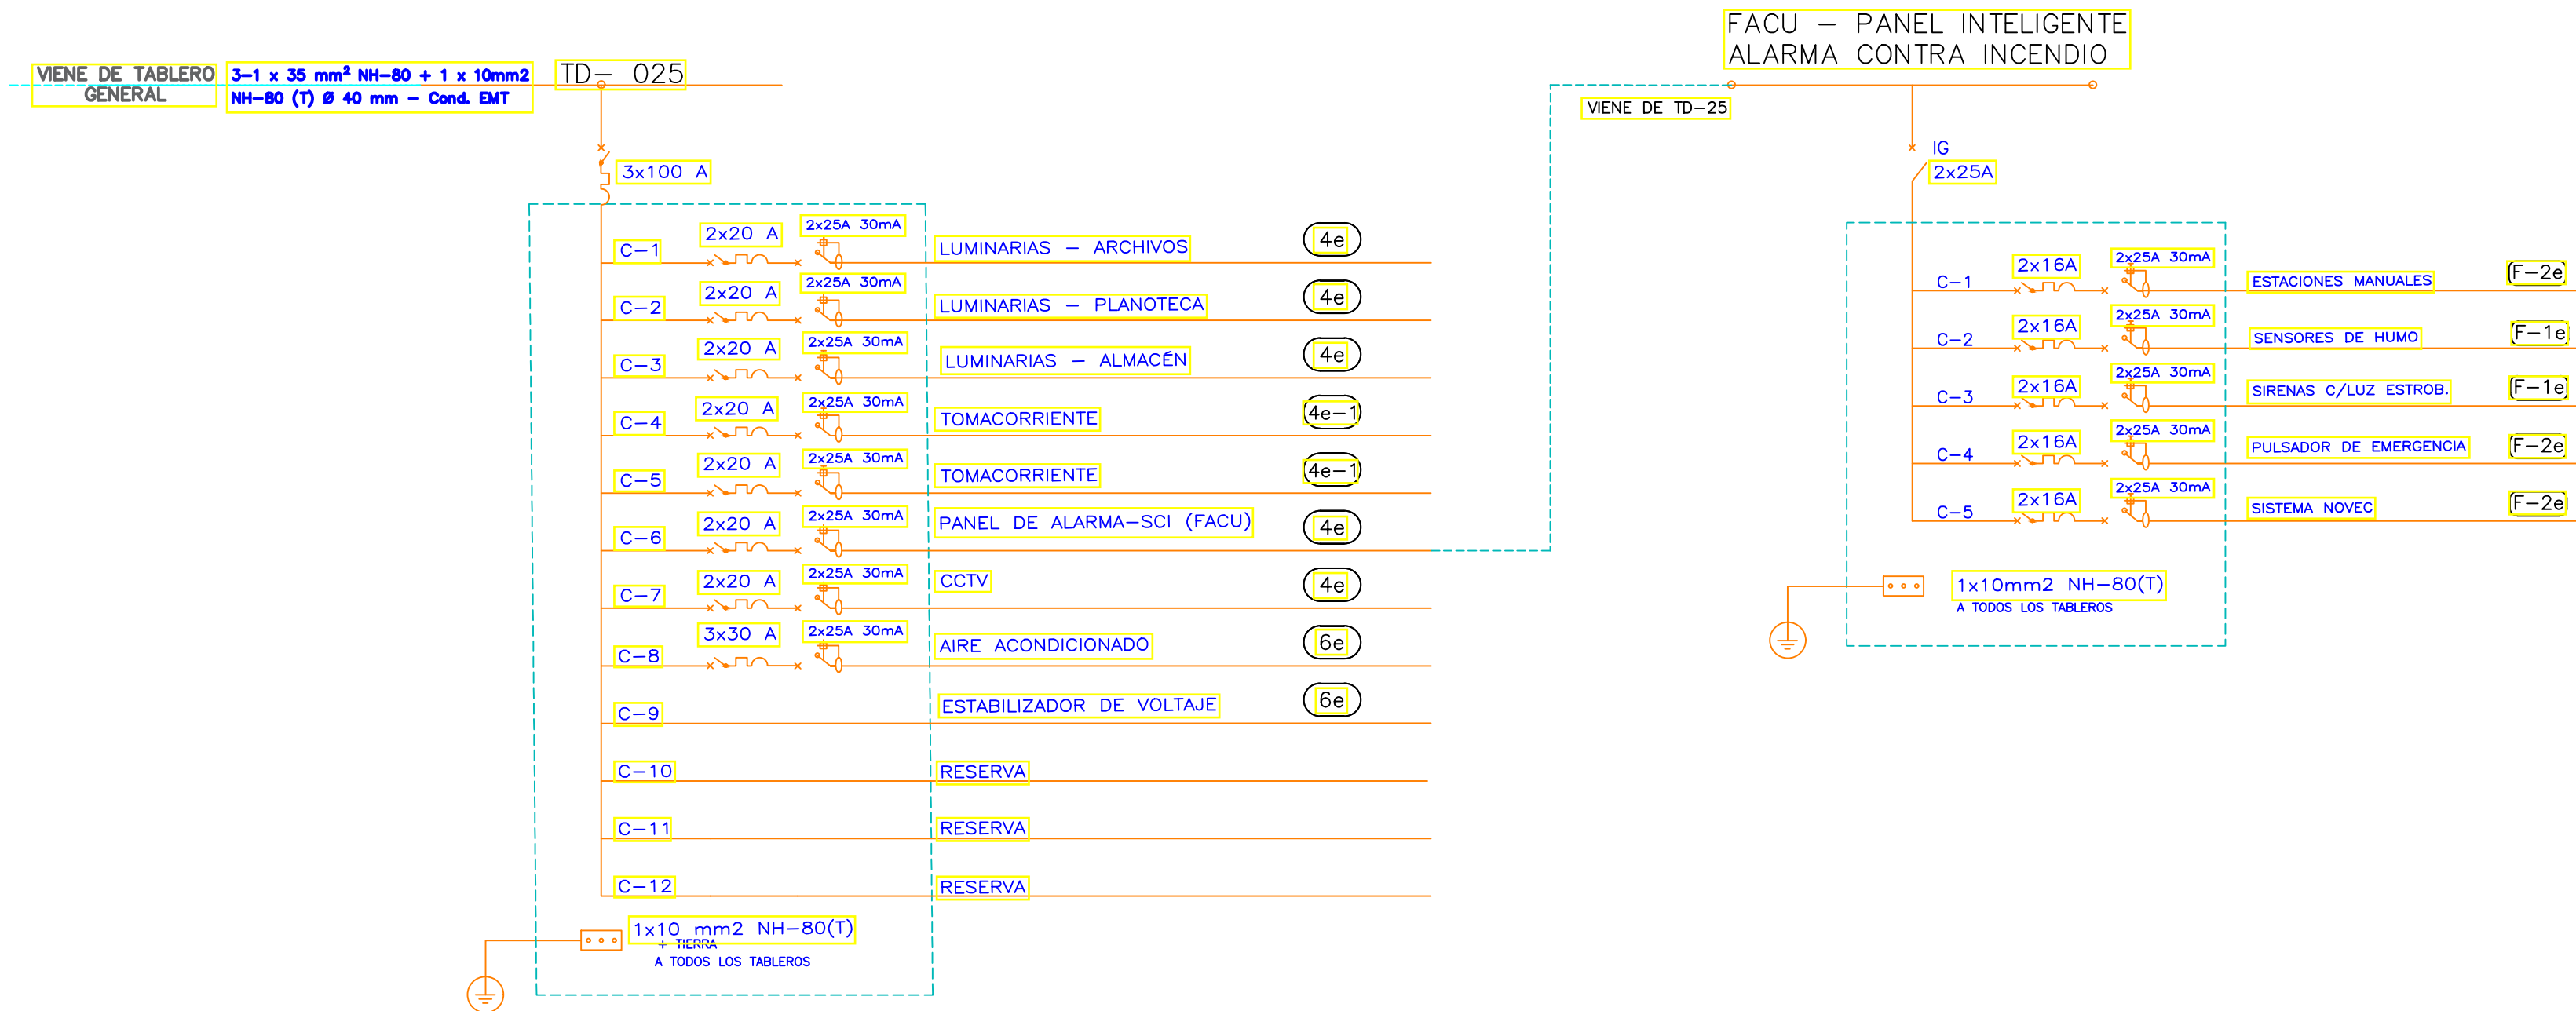 VIENE DE TABLERO
GENERAL
3-1 x 35 mm² NH-80 + 1 x 10mm2
NH-80 (T) Ø 40 mm - Cond. EMT
TD- 025
3x100 A
C-1 2x20 A 2x25A 30mA LUMINARIAS - ARCHIVOS 4e
C-2 2x20 A 2x25A 30mA LUMINARIAS - PLANOTECA 4e
C-3 2x20 A 2x25A 30mA LUMINARIAS - ALMACÉN 4e
C-4 2x20 A 2x25A 30mA TOMACORRIENTE 4e-1
C-5 2x20 A 2x25A 30mA TOMACORRIENTE 4e-1
C-6 2x20 A 2x25A 30mA PANEL DE ALARMA-SCI (FACU) 4e
C-7 2x20 A 2x25A 30mA CCTV 4e
C-8 3x30 A 2x25A 30mA AIRE ACONDICIONADO 6e
C-9 ESTABILIZADOR DE VOLTAJE 6e
C-10 RESERVA
C-11 RESERVA
C-12 RESERVA
1x10 mm2 NH-80(T)
+ TIERRA
A TODOS LOS TABLEROS
FACU - PANEL INTELIGENTE
ALARMA CONTRA INCENDIO
VIENE DE TD-25
IG
2x25A
C-1 2x16A 2x25A 30mA ESTACIONES MANUALES F-2e
C-2 2x16A 2x25A 30mA SENSORES DE HUMO F-1e
C-3 2x16A 2x25A 30mA SIRENAS C/LUZ ESTROB. F-1e
C-4 2x16A 2x25A 30mA PULSADOR DE EMERGENCIA F-2e
C-5 2x16A 2x25A 30mA SISTEMA NOVEC F-2e
1x10mm2 NH-80(T)
A TODOS LOS TABLEROS